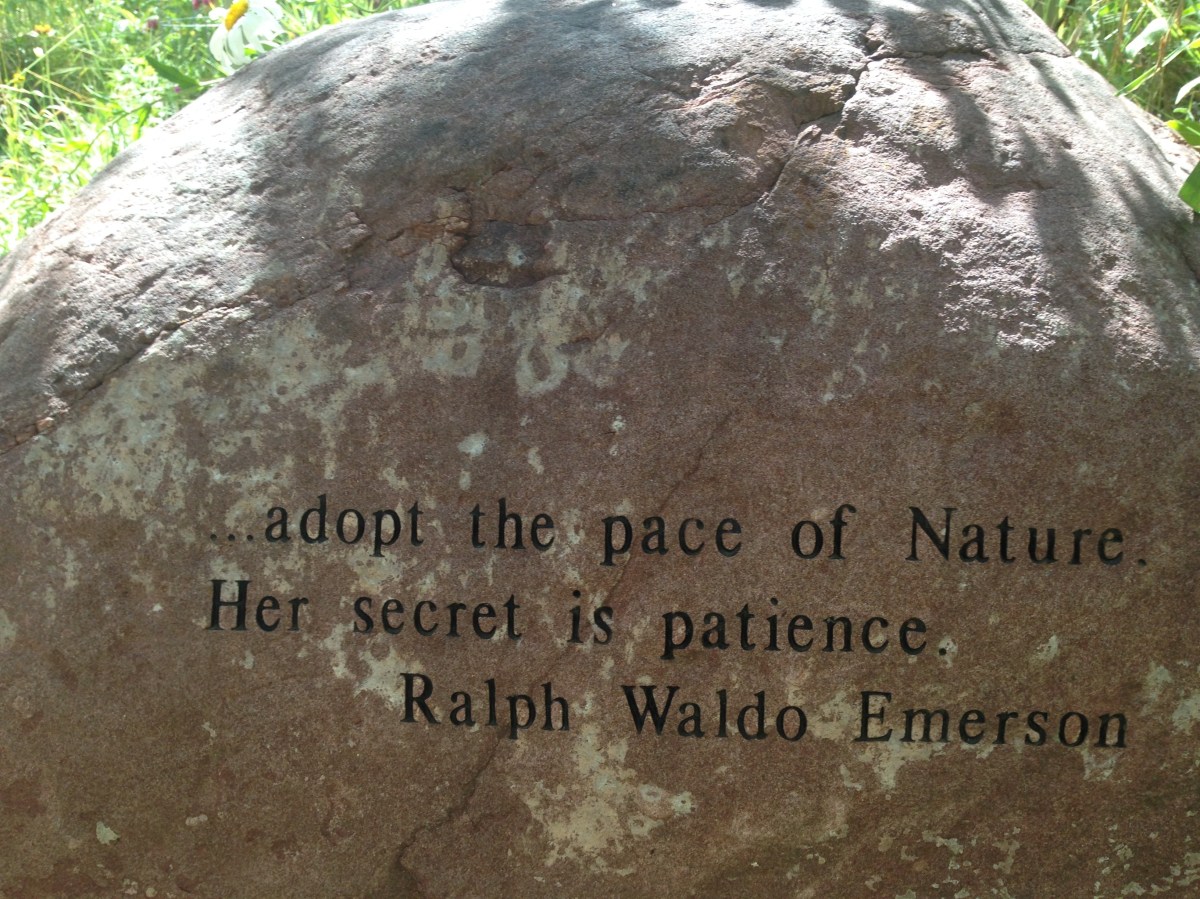 ...adopt the pace of Nature.
Her secret is patience.
Ralph Waldo Emerson